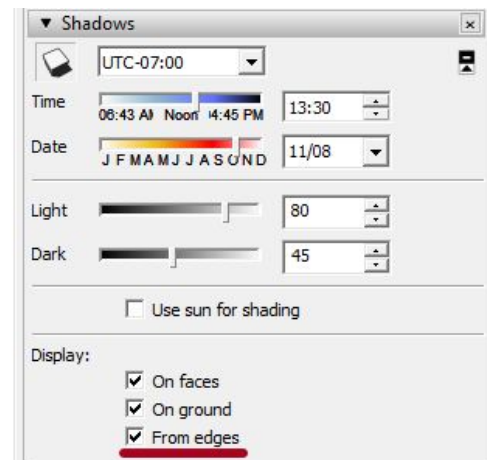 Shadows
UTC-07:00
Time 06:43 AM Noon 04:45 PM 13:30
Date J F M A M J J A S O N D 11/08
Light 80
Dark 45
Use sun for shading
Display:
On faces
On ground
From edges